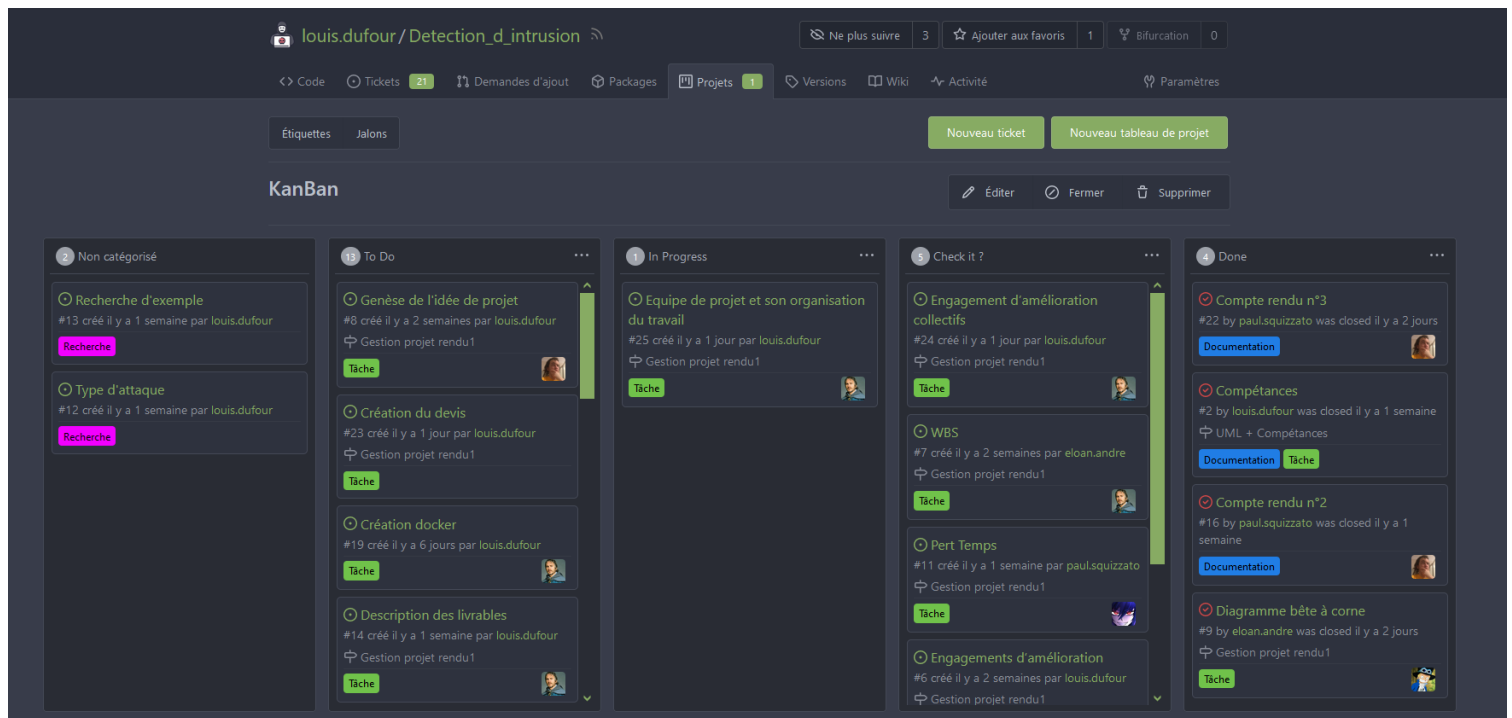 louis.dufour / Detection_d_intrusion
Ne plus suivre 3
Ajouter aux favoris 1
Bifurcation 0
Code
Tickets 21
Demandes d'ajout
Packages
Projets 1
Versions
Wiki
Activité
Paramètres
Étiquettes
Jalons
Nouveau ticket
Nouveau tableau de projet
KanBan
Éditer
Fermer
Supprimer
2 Non catégorisé
Recherche d'exemple
#13 créé il y a 1 semaine par louis.dufour
Recherche
Type d'attaque
#12 créé il y a 1 semaine par louis.dufour
Recherche
13 To Do
Genèse de l'idée de projet
#8 créé il y a 2 semaines par louis.dufour
Gestion projet rendu1
Tâche
Création du devis
#23 créé il y a 1 jour par louis.dufour
Gestion projet rendu1
Tâche
Création docker
#19 créé il y a 6 jours par louis.dufour
Tâche
Description des livrables
#14 créé il y a 1 semaine par louis.dufour
Gestion projet rendu1
Tâche
1 In Progress
Equipe de projet et son organisation
du travail
#25 créé il y a 1 jour par louis.dufour
Gestion projet rendu1
Tâche
5 Check it ?
Engagement d'amélioration
collectifs
#24 créé il y a 1 jour par louis.dufour
Gestion projet rendu1
Tâche
WBS
#7 créé il y a 2 semaines par eloan.andre
Gestion projet rendu1
Tâche
Pert Temps
#11 créé il y a 1 semaine par paul.squizzato
Gestion projet rendu1
Tâche
Engagements d'amélioration
#6 créé il y a 2 semaines par louis.dufour
Gestion projet rendu1
4 Done
Compte rendu n°3
#22 by paul.squizzato was closed il y a 2 jours
Documentation
Compétances
#2 by louis.dufour was closed il y a 1 semaine
UML + Compétances
Documentation Tâche
Compte rendu n°2
#16 by paul.squizzato was closed il y a 1
semaine
Documentation
Diagramme bête à corne
#9 by eloan.andre was closed il y a 2 jours
Gestion projet rendu1
Tâche